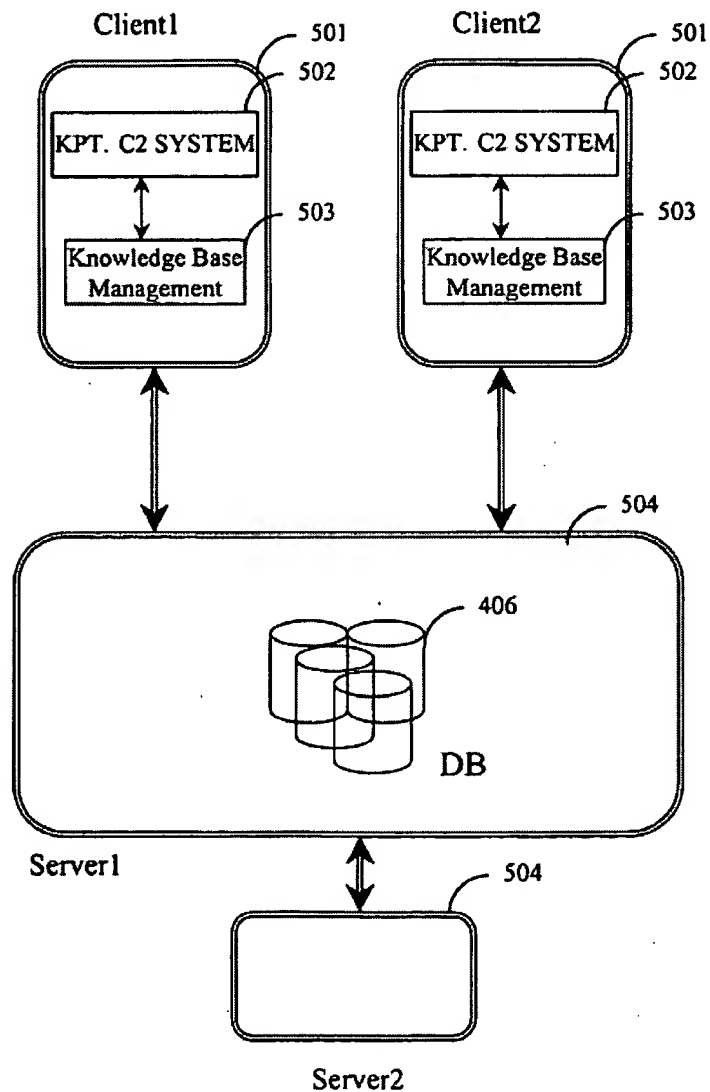 Client1
Client2
501
501
502
502
KPT. C2 SYSTEM
KPT. C2 SYSTEM
503
503
Knowledge Base
Management
Knowledge Base
Management
504
406
DB
Server1
504
Server2